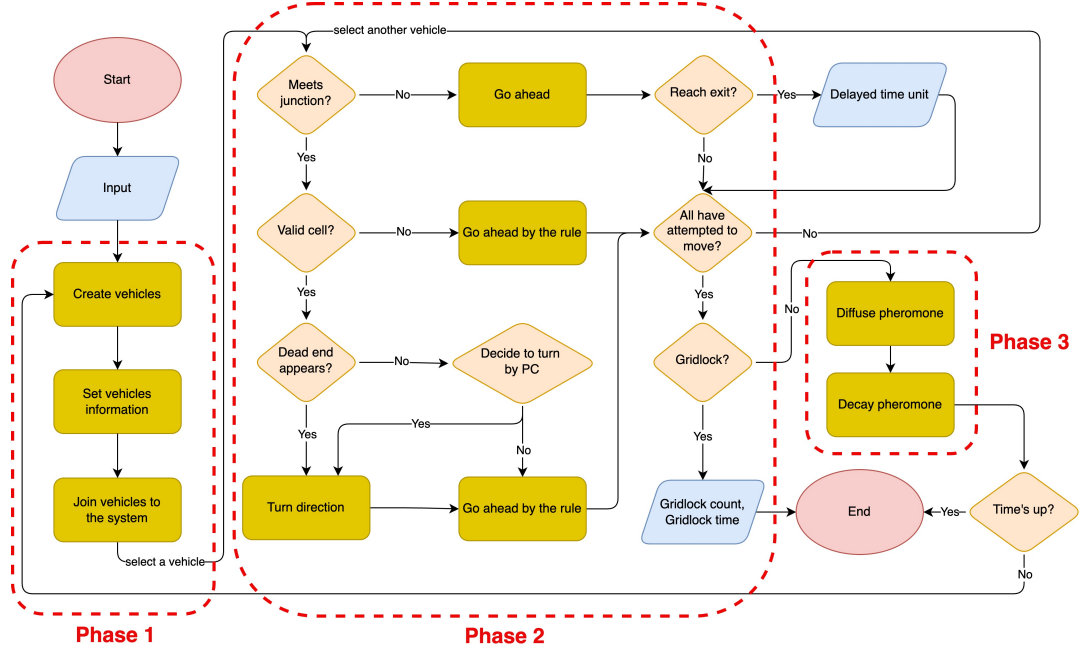 select another vehicle
Start
Meets
junction?
No
Go ahead
Reach exit?
Yes
Delayed time unit
Yes
No
Input
Valid cell?
No
Go ahead by the rule
All have
attempted to
move?
No
Create vehicles
Yes
Yes
No
Diffuse pheromone
Phase 3
Dead end
appears?
No
Decide to turn
by PC
Gridlock?
Set vehicles
information
Decay pheromone
Yes
Yes
No
Yes
Join vehicles to
the system
Turn direction
Go ahead by the rule
Gridlock count,
Gridlock time
End
Yes
Time's up?
select a vehicle
No
Phase 1
Phase 2